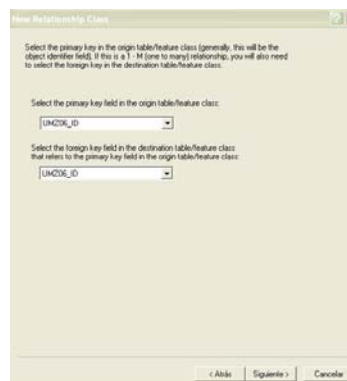 New Relationship Class
Select the primary key in the origin table/feature class (generally, this will be the
object identifier field). If this is a 1 - M (one to many) relationship, you will also need
to select the foreign key in the destination table/feature class.
Select the primary key field in the origin table/feature class:
UMZ06_ID
Select the foreign key field in the destination table/feature class
that refers to the primary key field in the origin table/feature class:
UMZ06_ID
< Atrás
Siguiente >
Cancelar